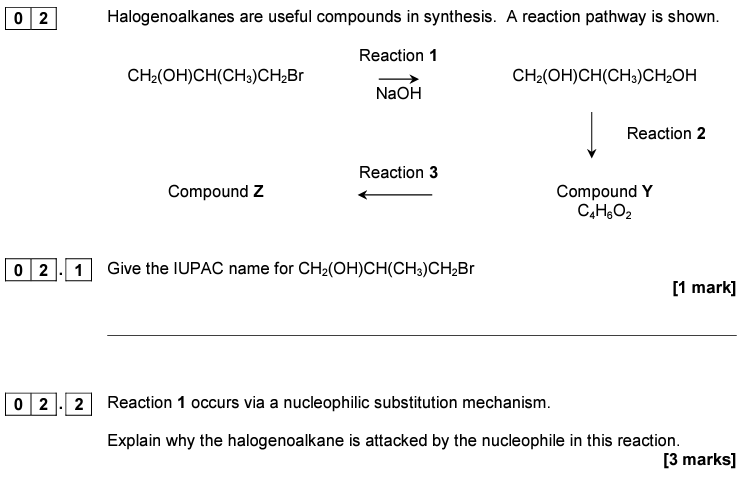 0 2 Halogenoalkanes are useful compounds in synthesis. A reaction pathway is shown.
Reaction 1
CH₂(OH)CH(CH₃)CH₂Br CH₂(OH)CH(CH₃)CH₂OH
NaOH
Reaction 2
Reaction 3
Compound Z Compound Y
C₄H₆O₂
0 2 . 1 Give the IUPAC name for CH₂(OH)CH(CH₃)CH₂Br
[1 mark]
0 2 . 2 Reaction 1 occurs via a nucleophilic substitution mechanism.
Explain why the halogenoalkane is attacked by the nucleophile in this reaction.
[3 marks]